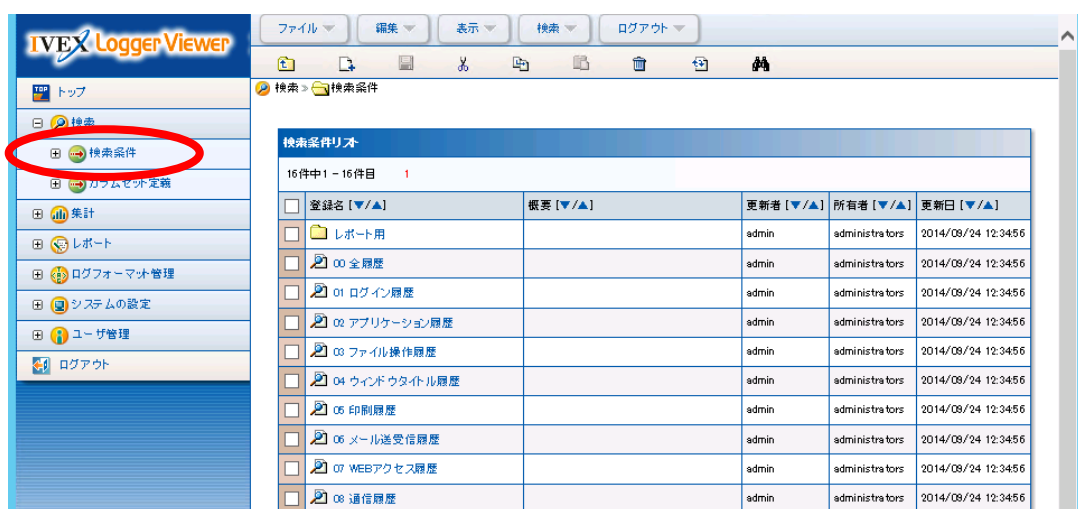 IVEX Logger Viewer
ファイル 編集 表示 検索 ログアウト
TOP トップ
検索
検索条件
カラムセット定義
集計
レポート
ログフォーマット管理
システムの設定
ユーザ管理
ログアウト
検索 » 検索条件
検索条件リスト
16件中1 - 16件目 1
登録名 [▼/▲] 概要 [▼/▲] 更新者 [▼/▲] 所有者 [▼/▲] 更新日 [▼/▲]
レポート用 admin administrators 2014/09/24 12:34:56
00 全履歴 admin administrators 2014/09/24 12:34:56
01 ログイン履歴 admin administrators 2014/09/24 12:34:56
02 アプリケーション履歴 admin administrators 2014/09/24 12:34:56
03 ファイル操作履歴 admin administrators 2014/09/24 12:34:56
04 ウィンドウタイトル履歴 admin administrators 2014/09/24 12:34:56
05 印刷履歴 admin administrators 2014/09/24 12:34:56
06 メール送受信履歴 admin administrators 2014/09/24 12:34:56
07 WEBアクセス履歴 admin administrators 2014/09/24 12:34:56
08 通信履歴 admin administrators 2014/09/24 12:34:56